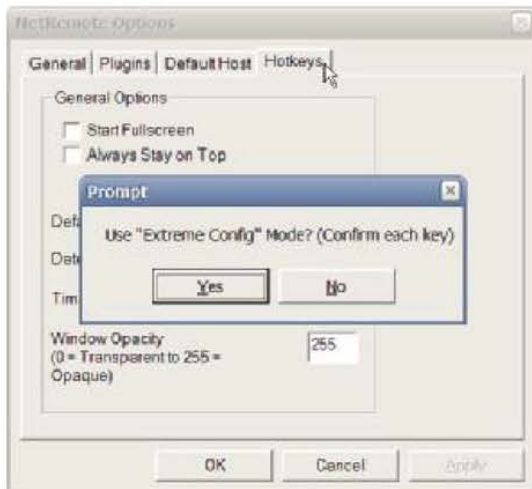 NetRemote Options
General Plugins Default Host Hotkeys
General Options
Start Fullscreen
Always Stay on Top
Prompt
Use "Extreme Config" Mode? (Confirm each key)
Yes No
Window Opacity
(0 = Transparent to 255 =
Opaque)
255
OK Cancel Apply